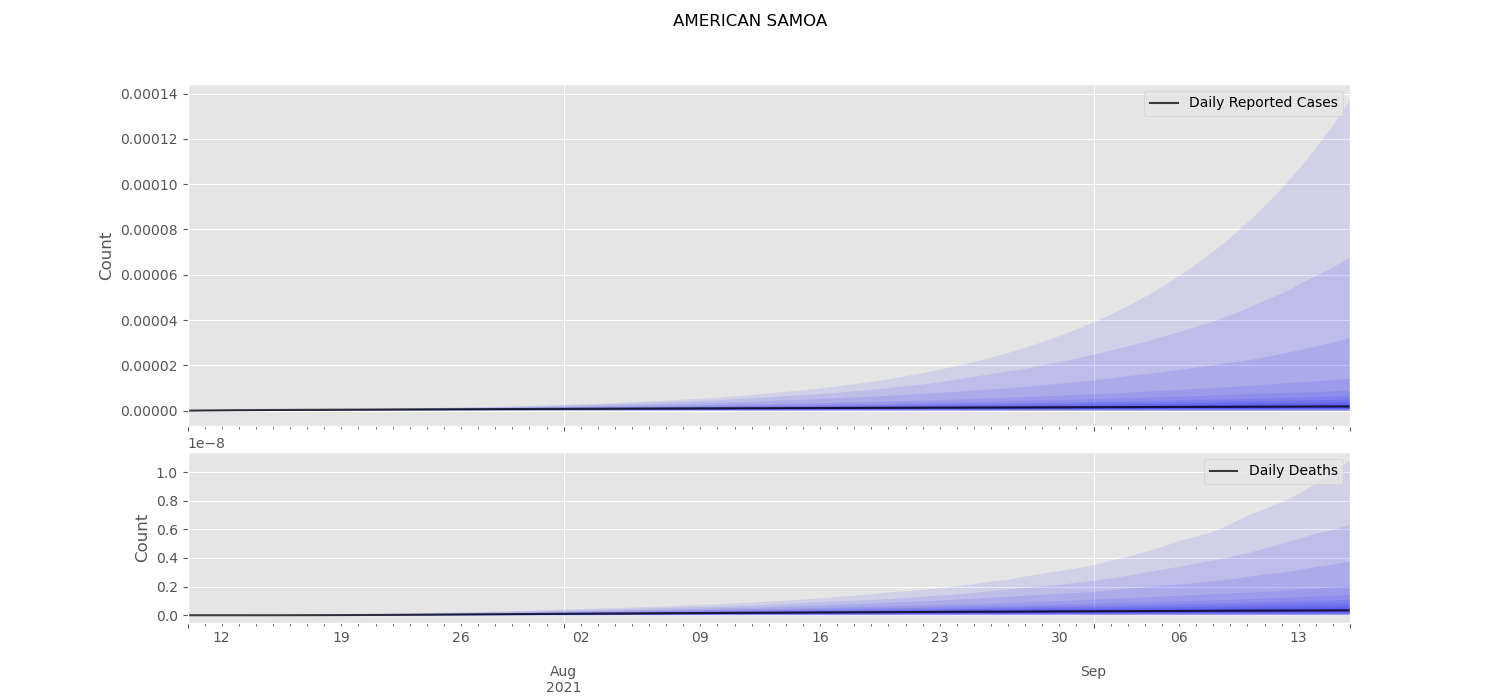 AMERICAN SAMOA
Daily Reported Cases
0.00014
0.00012
0.00010
0.00008
0.00006
0.00004
0.00002
0.00000
Count
1e−8
Daily Deaths
1.0
0.8
0.6
0.4
0.2
0.0
Count
12 19 26 02 09 16 23 30 06 13
Aug Sep
2021